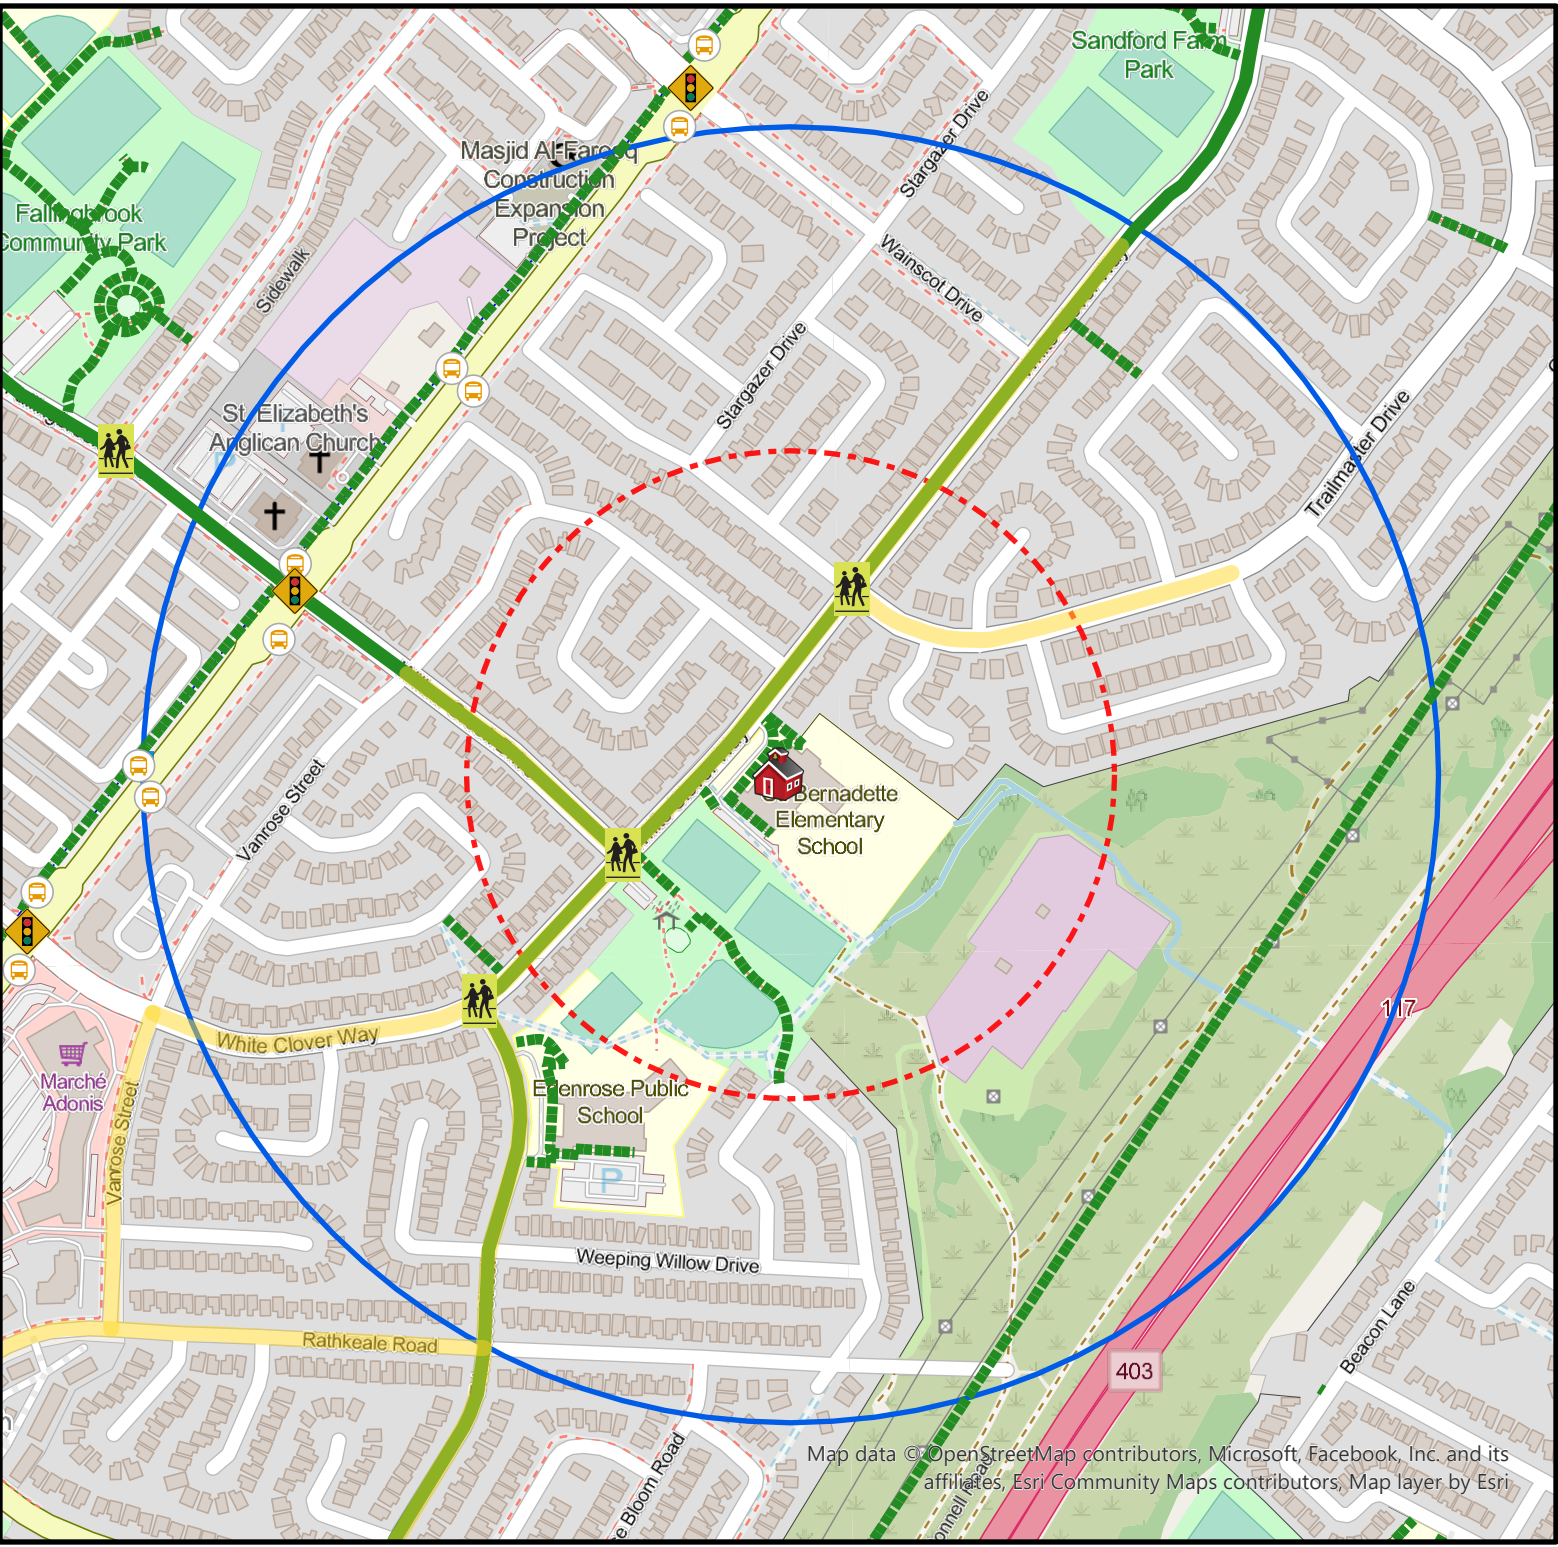 Sandford Farm
Park
Stargazer Drive
Masjid Al-Farooq
Construction
Expansion
Project
Fallingbrook
Community Park
Sidewalk
Wainscot Drive
Stargazer Drive
St. Elizabeth's
Anglican Church
P
Trailmaster Drive
Vanrose Street
Bernadette
Elementary
School
117
White Clover Way
Marché
Adonis
Edenrose Public
School
Vanrose Street
P
Weeping Willow Drive
Rathkeale Road
Beacon Lane
403
Bloom Road
Map data © OpenStreetMap contributors, Microsoft, Facebook, Inc. and its
affiliates, Esri Community Maps contributors, Map layer by Esri